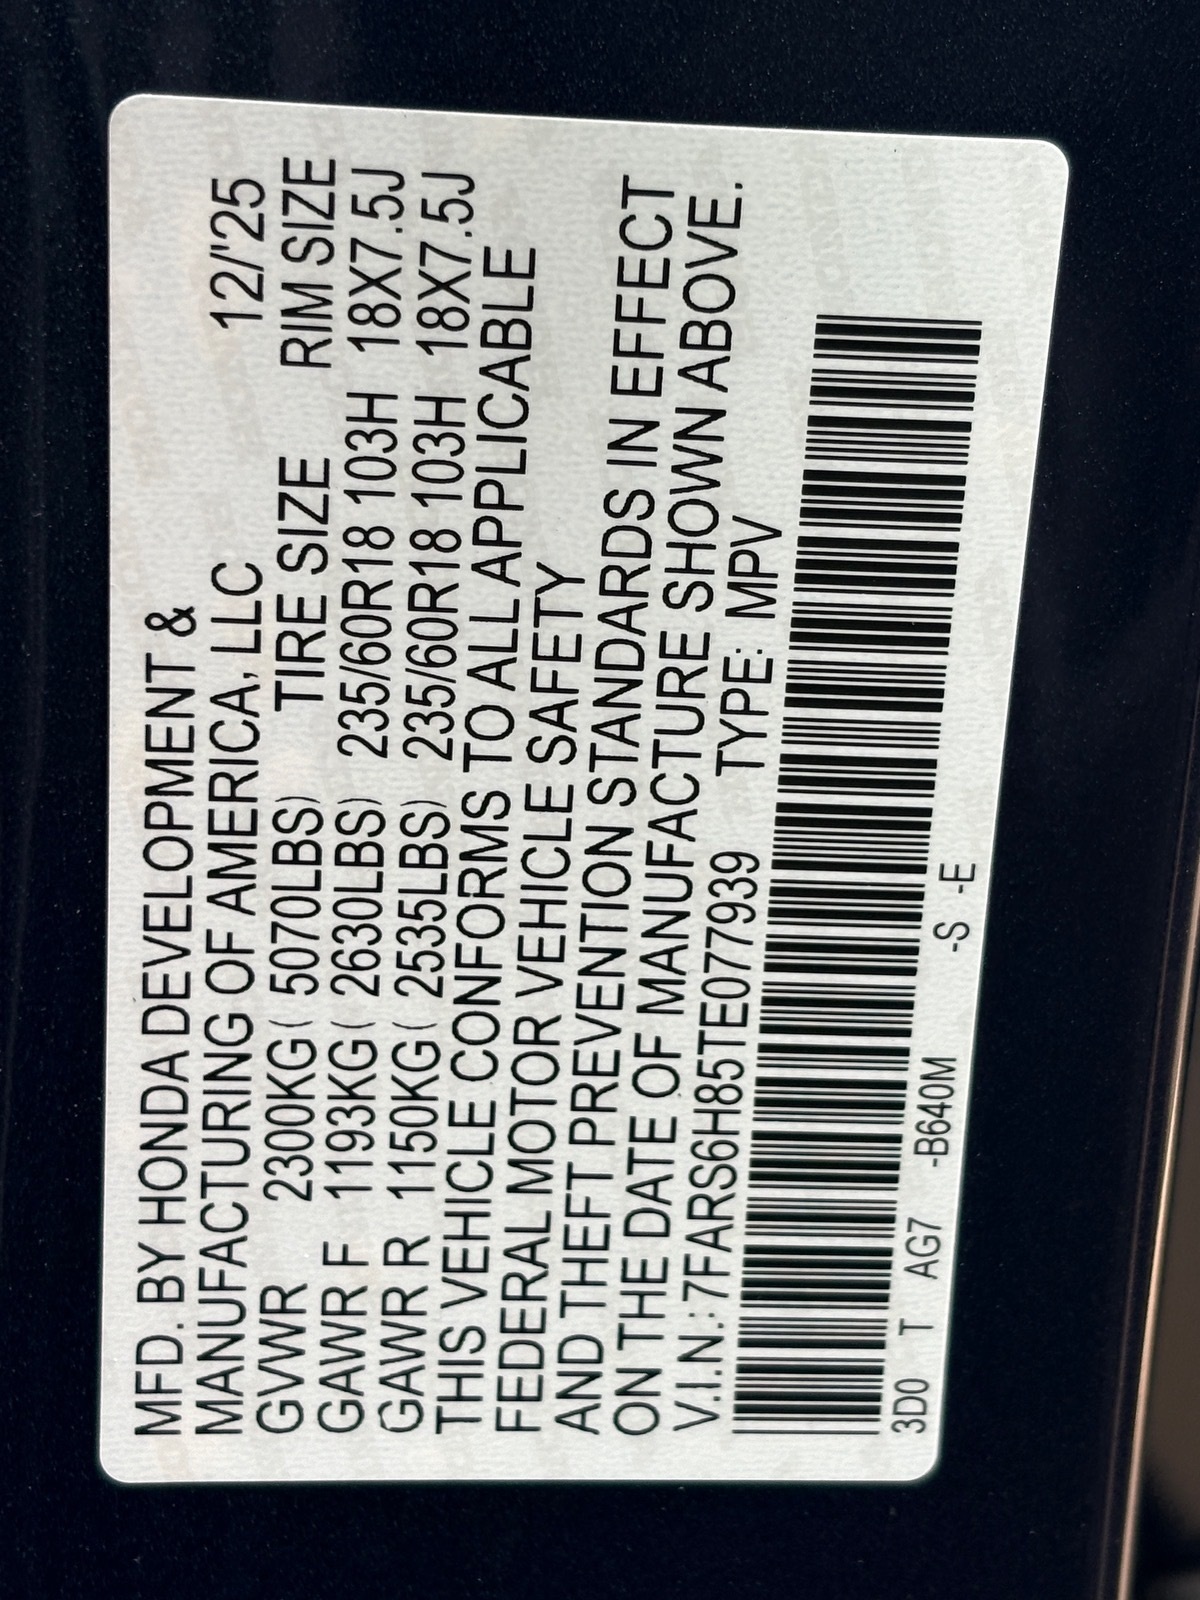 MFD. BY HONDA DEVELOPMENT &
MANUFACTURING OF AMERICA, LLC 12/'25
GVWR 2300KG( 5070LBS) TIRE SIZE RIM SIZE
GAWR F 1193KG( 2630LBS) 235/60R18 103H 18X7.5J
GAWR R 1150KG( 2535LBS) 235/60R18 103H 18X7.5J
THIS VEHICLE CONFORMS TO ALL APPLICABLE
FEDERAL MOTOR VEHICLE SAFETY
AND THEFT PREVENTION STANDARDS IN EFFECT
ON THE DATE OF MANUFACTURE SHOWN ABOVE.
V.I.N.:7FARS6H85TE077939 TYPE: MPV
3D0 T AG7 -B640M -S -E